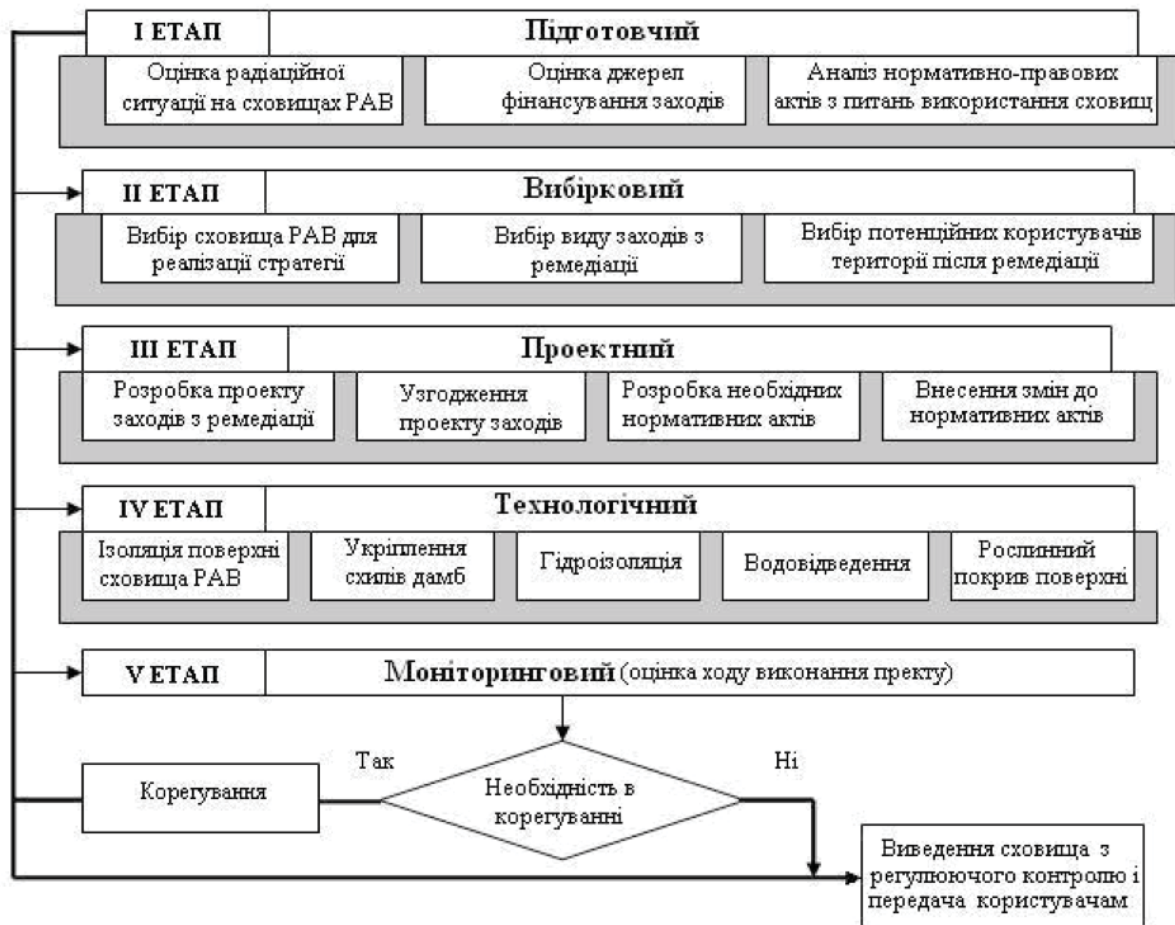 І ЕТАП
Підготовчий
Оцінка радіаційної
ситуації на сховищах РАВ
Оцінка джерел
фінансування заходів
Аналіз нормативно-правових
актів з питань використання сховищ
ІІ ЕТАП
Вибірковий
Вибір сховища РАВ для
реалізації стратегії
Вибір виду заходів з
ремедіації
Вибір потенційних користувачів
території після ремедіації
ІІІ ЕТАП
Проектний
Розробка проекту
заходів з ремедіації
Узгодження
проекту заходів
Розробка необхідних
нормативних актів
Внесення змін до
нормативних актів
IV ЕТАП
Технологічний
Ізоляція поверхні
сховища РАВ
Укріплення
схилів дамб
Гідроізоляція
Водовідведення
Рослинний
покрив поверхні
V ЕТАП
Моніторинговий (оцінка ходу виконання пректу)
Так
Ні
Корегування
Необхідність в
корегуванні
Виведення сховища з
регулюючого контролю і
передача користувачам